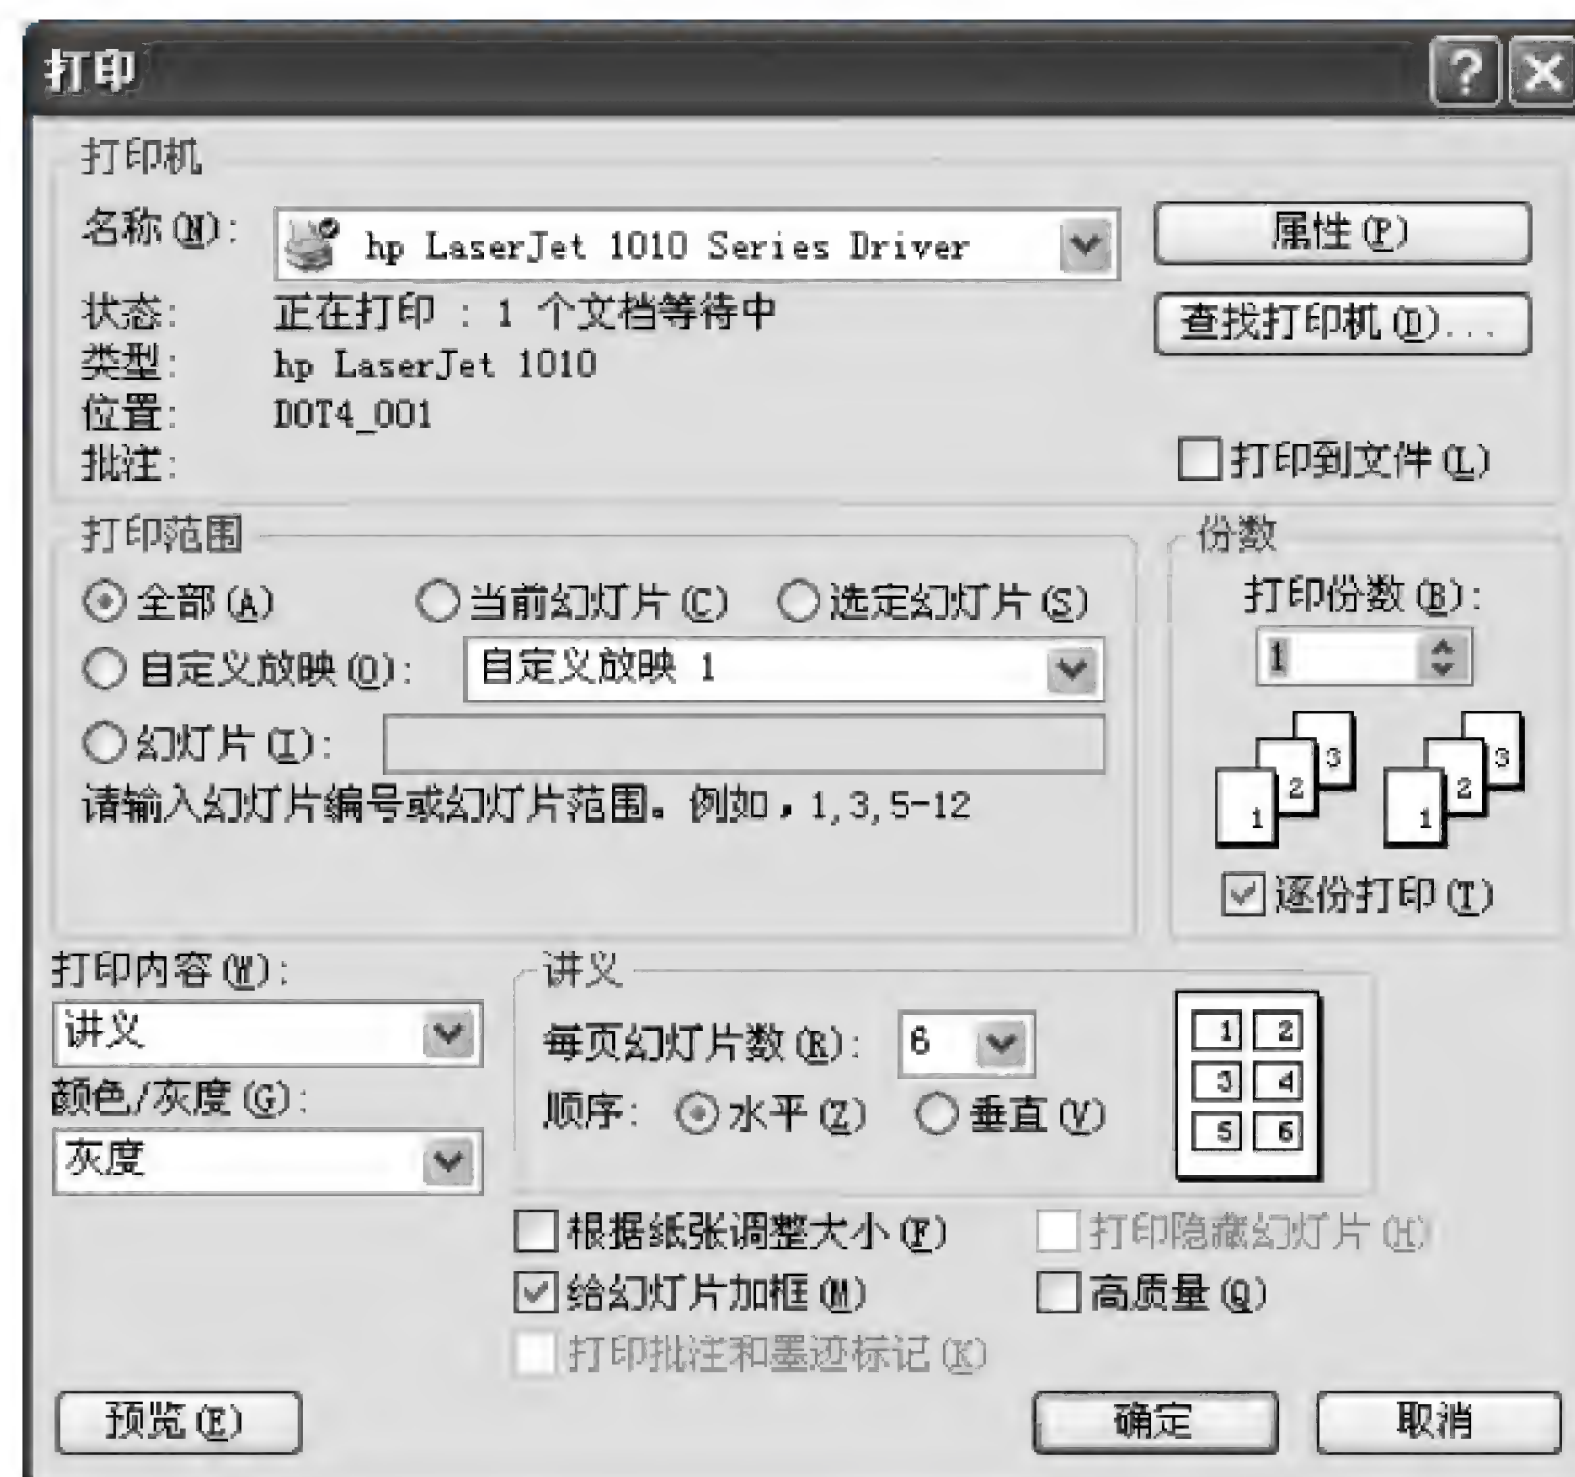 打印
打印机
名称(N): hp LaserJet 1010 Series Driver 属性(P)
状态: 正在打印 : 1 个文档等待中 查找打印机(D)...
类型: hp LaserJet 1010
位置: DOT4_001
批注: 打印到文件(L)
打印范围 份数
全部(A) 当前幻灯片(C) 选定幻灯片(S) 打印份数(B):
自定义放映(O): 自定义放映 1 1
幻灯片(I):
请输入幻灯片编号或幻灯片范围。例如，1,3,5-12
1 2 3 1 2 3
逐份打印(T)
打印内容(W): 讲义
讲义 每页幻灯片数(R): 6
颜色/灰度(G): 顺序: 水平(Z) 垂直(V)
灰度
1 2
3 4
5 6
根据纸张调整大小(F) 打印隐藏幻灯片(H)
给幻灯片加框(M) 高质量(Q)
打印批注和墨迹标记(K)
预览(E) 确定 取消